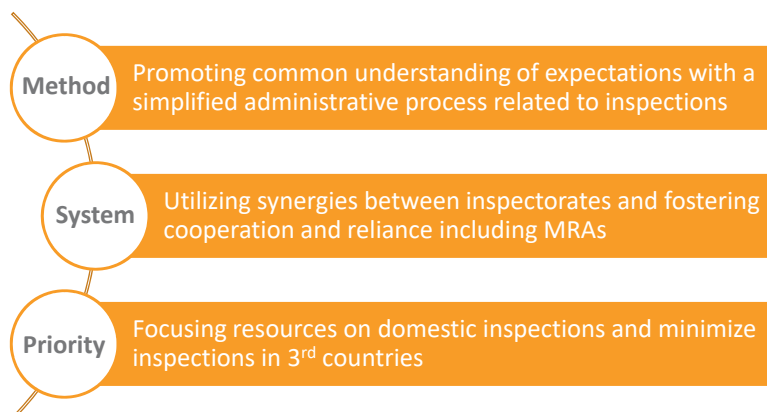 Method
Promoting common understanding of expectations with a
simplified administrative process related to inspections
System
Utilizing synergies between inspectorates and fostering
cooperation and reliance including MRAs
Priority
Focusing resources on domestic inspections and minimize
inspections in 3rd countries